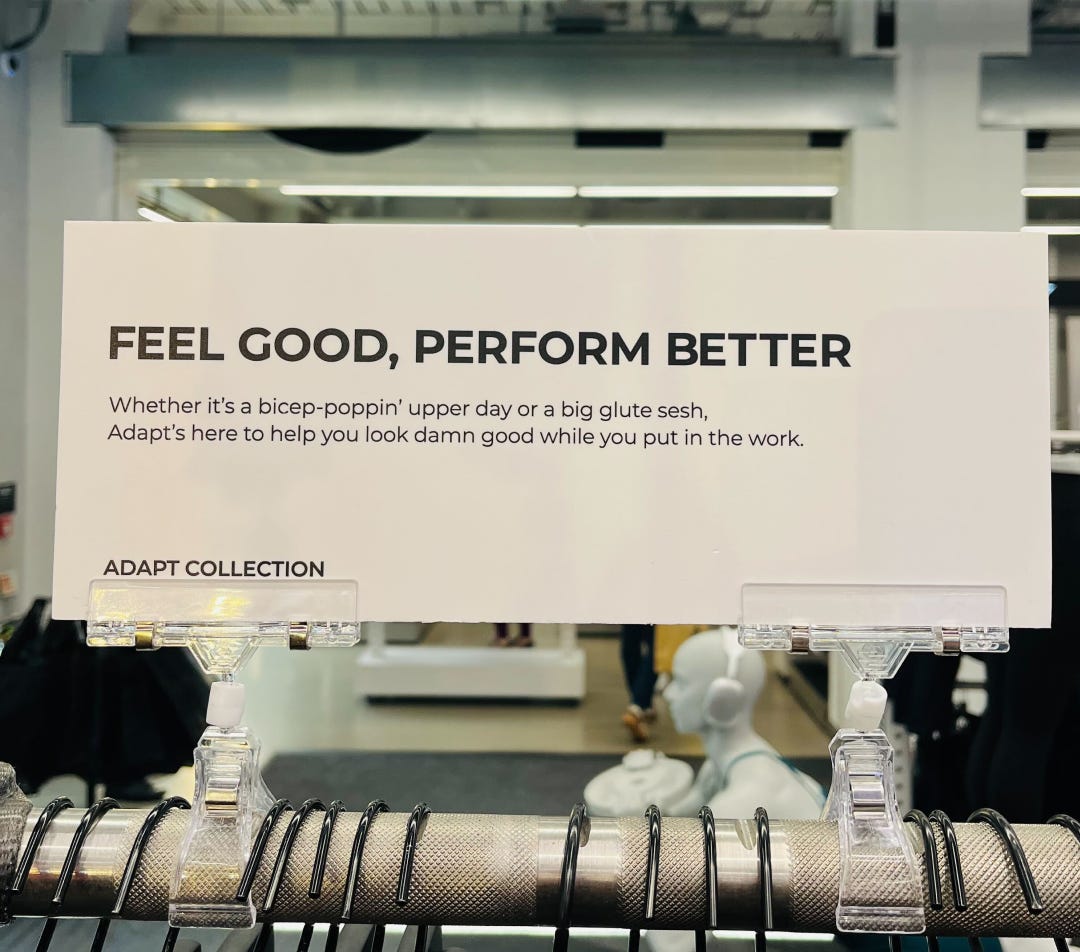 FEEL GOOD, PERFORM BETTER
Whether it's a bicep-poppin' upper day or a big glute sesh,
Adapt's here to help you look damn good while you put in the work.
ADAPT COLLECTION